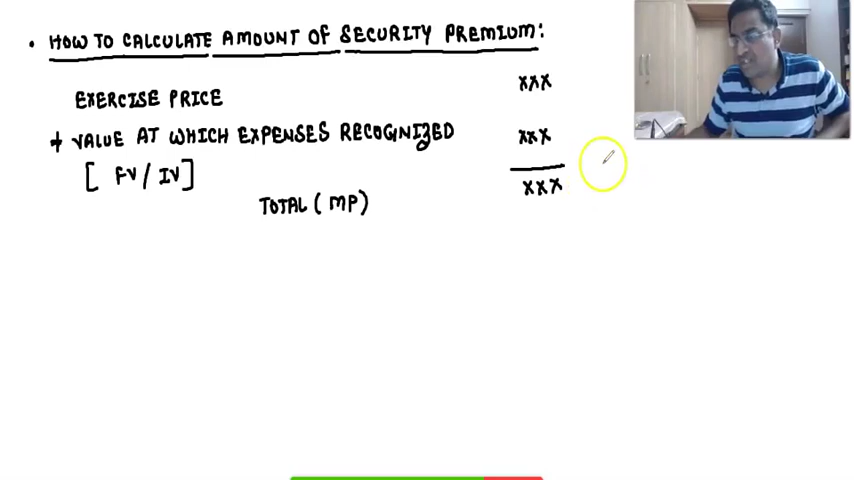 • HOW TO CALCULATE AMOUNT OF SECURITY PREMIUM:
EXERCISE PRICE XXX
+ VALUE AT WHICH EXPENSES RECOGNIZED XXX
[ FV / IV ]
XXX
TOTAL ( MP)